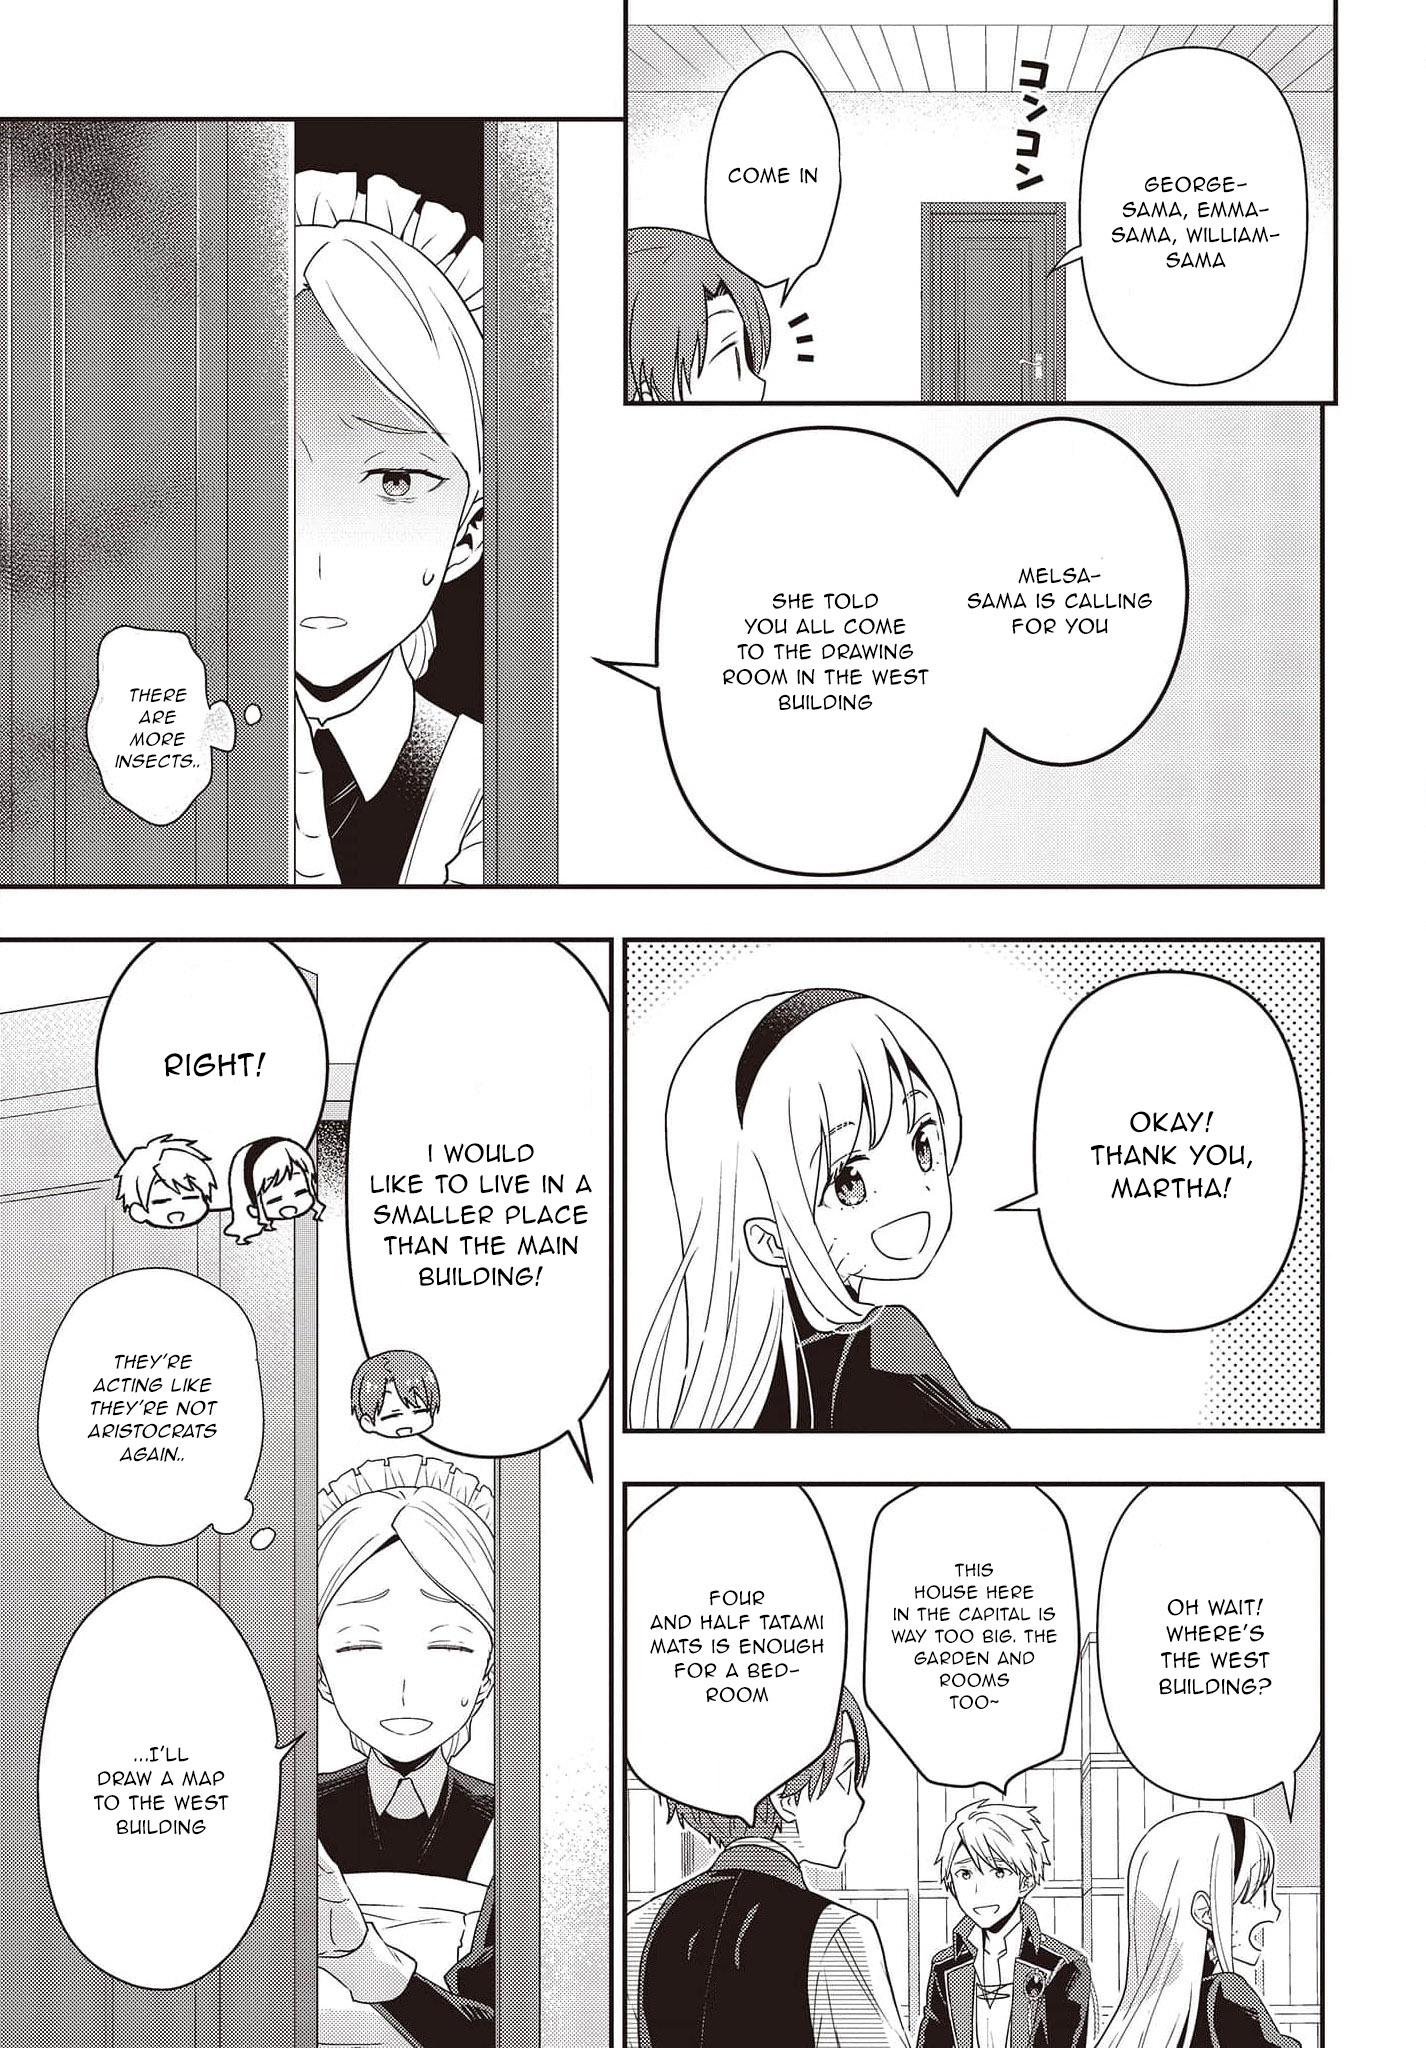 コンコン
GEORGE-
SAMA, EMMA-
SAMA, WILLIAM-
SAMA
COME IN
MELSA-
SAMA IS CALLING
FOR YOU
SHE TOLD
YOU ALL COME
TO THE DRAWING
ROOM IN THE WEST
BUILDING
THERE
ARE
MORE
INSECTS..
OKAY!
THANK YOU,
MARTHA!
OH WAIT!
WHERE'S
THE WEST
BUILDING?
THIS
HOUSE HERE
IN THE CAPITAL IS
WAY TOO BIG. THE
GARDEN AND
ROOMS
TOO~
FOUR
AND HALF TATAMI
MATS IS ENOUGH
FOR A BED-
ROOM
I WOULD
LIKE TO LIVE IN A
SMALLER PLACE
THAN THE MAIN
BUILDING!
RIGHT!
THEY'RE
ACTING LIKE
THEY'RE NOT
ARISTOCRATS
AGAIN..
...I'LL
DRAW A MAP
TO THE WEST
BUILDING